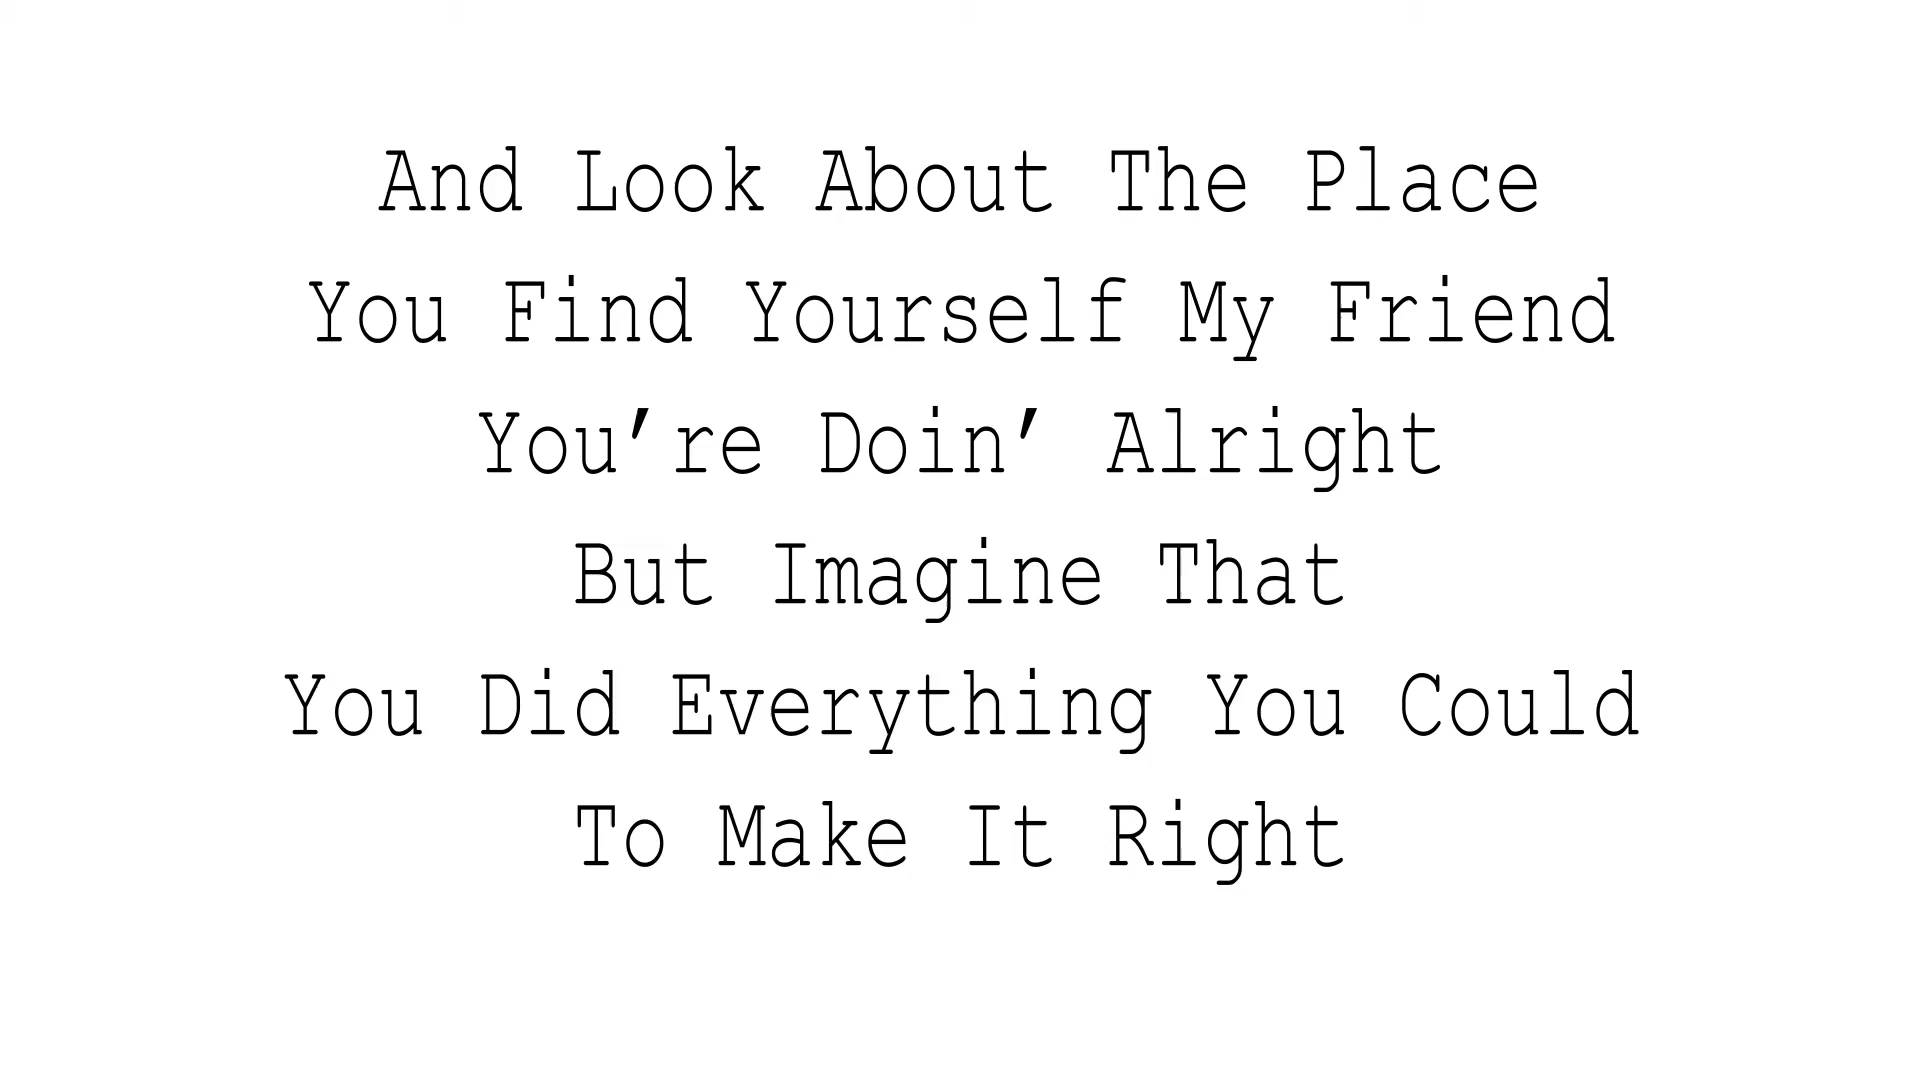 And Look About The Place
You Find Yourself My Friend
You’re Doin’ Alright
But Imagine That
You Did Everything You Could
To Make It Right